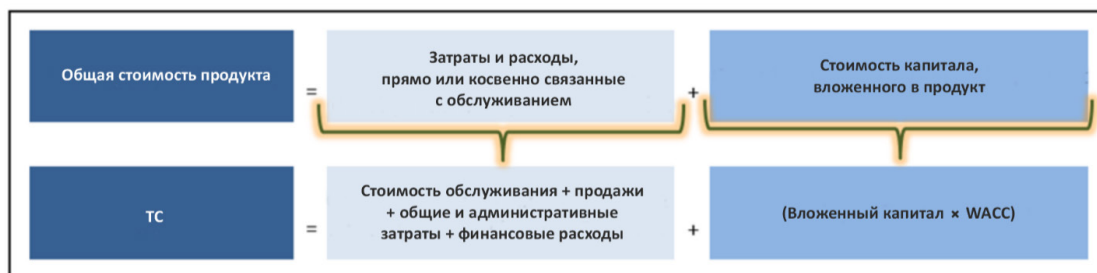 Общая стоимость продукта
=
Затраты и расходы,
прямо или косвенно связанные
с обслуживанием
+
Стоимость капитала,
вложенного в продукт
ТС
=
Стоимость обслуживания + продажи
+ общие и административные
затраты + финансовые расходы
+
(Вложенный капитал × WACC)